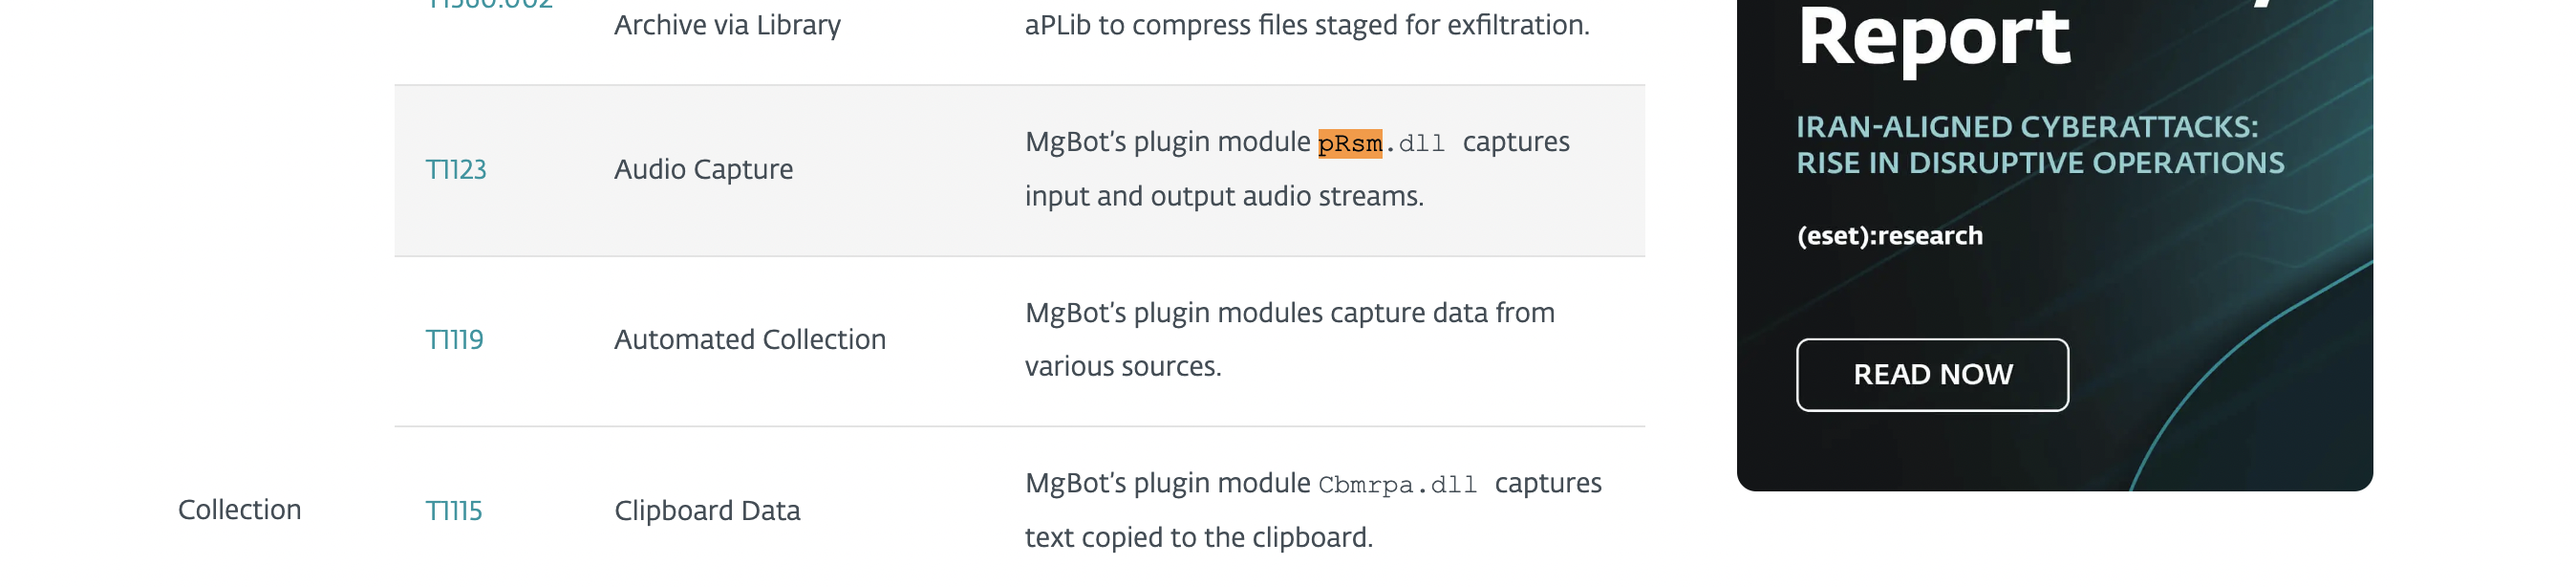 Archive via Library
aPLib to compress files staged for exfiltration.
T1123
Audio Capture
MgBot's plugin module pRsm.dll captures
input and output audio streams.
T1119
Automated Collection
MgBot's plugin modules capture data from
various sources.
Collection
T1115
Clipboard Data
MgBot's plugin module Cbmrpa.dll captures
text copied to the clipboard.
Report
IRAN-ALIGNED CYBERATTACKS:
RISE IN DISRUPTIVE OPERATIONS
(eset):research
READ NOW